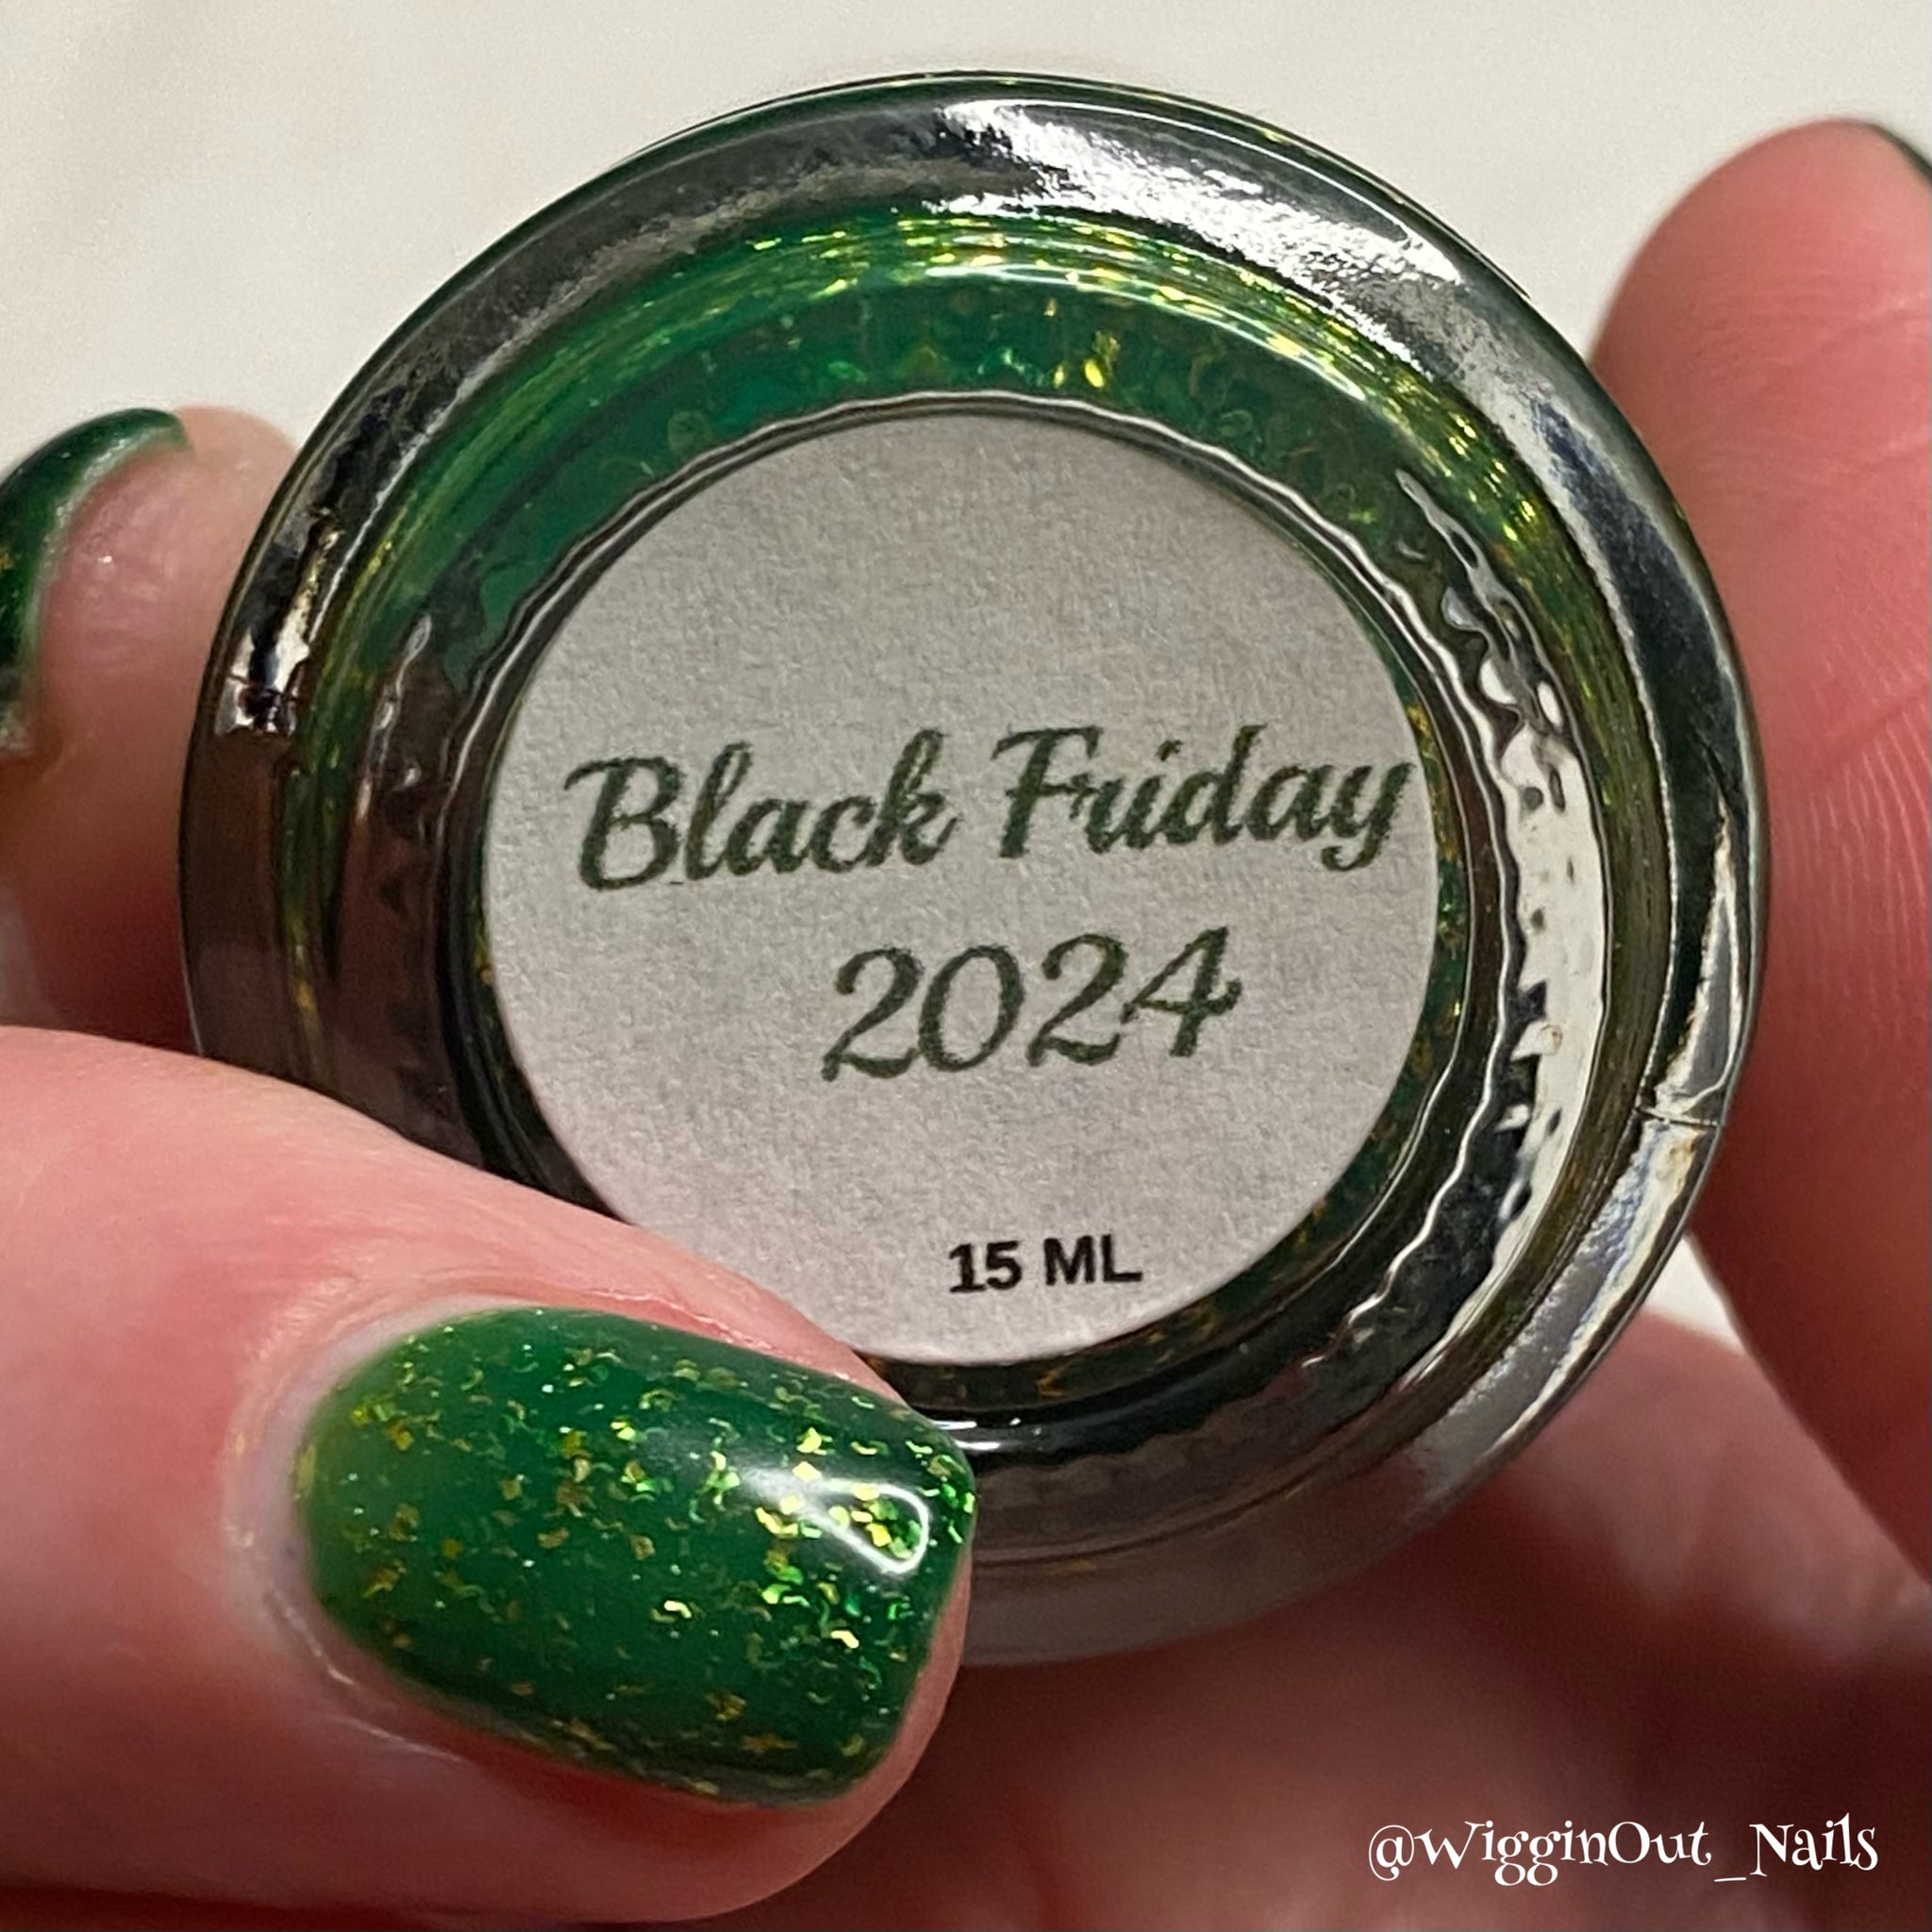 Black Friday
2024
15 ML
@WigginOut_Nails